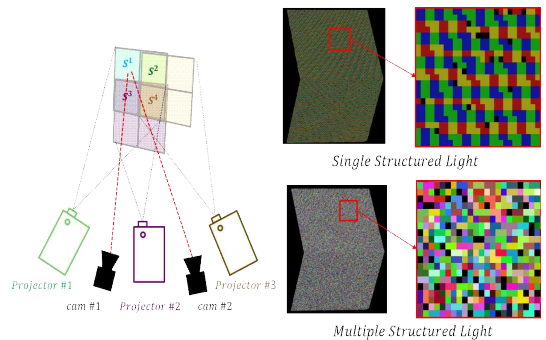 S¹
S²
S³
S⁴
Projector #1
cam #1
Projector #2
cam #2
Projector #3
Single Structured Light
Multiple Structured Light